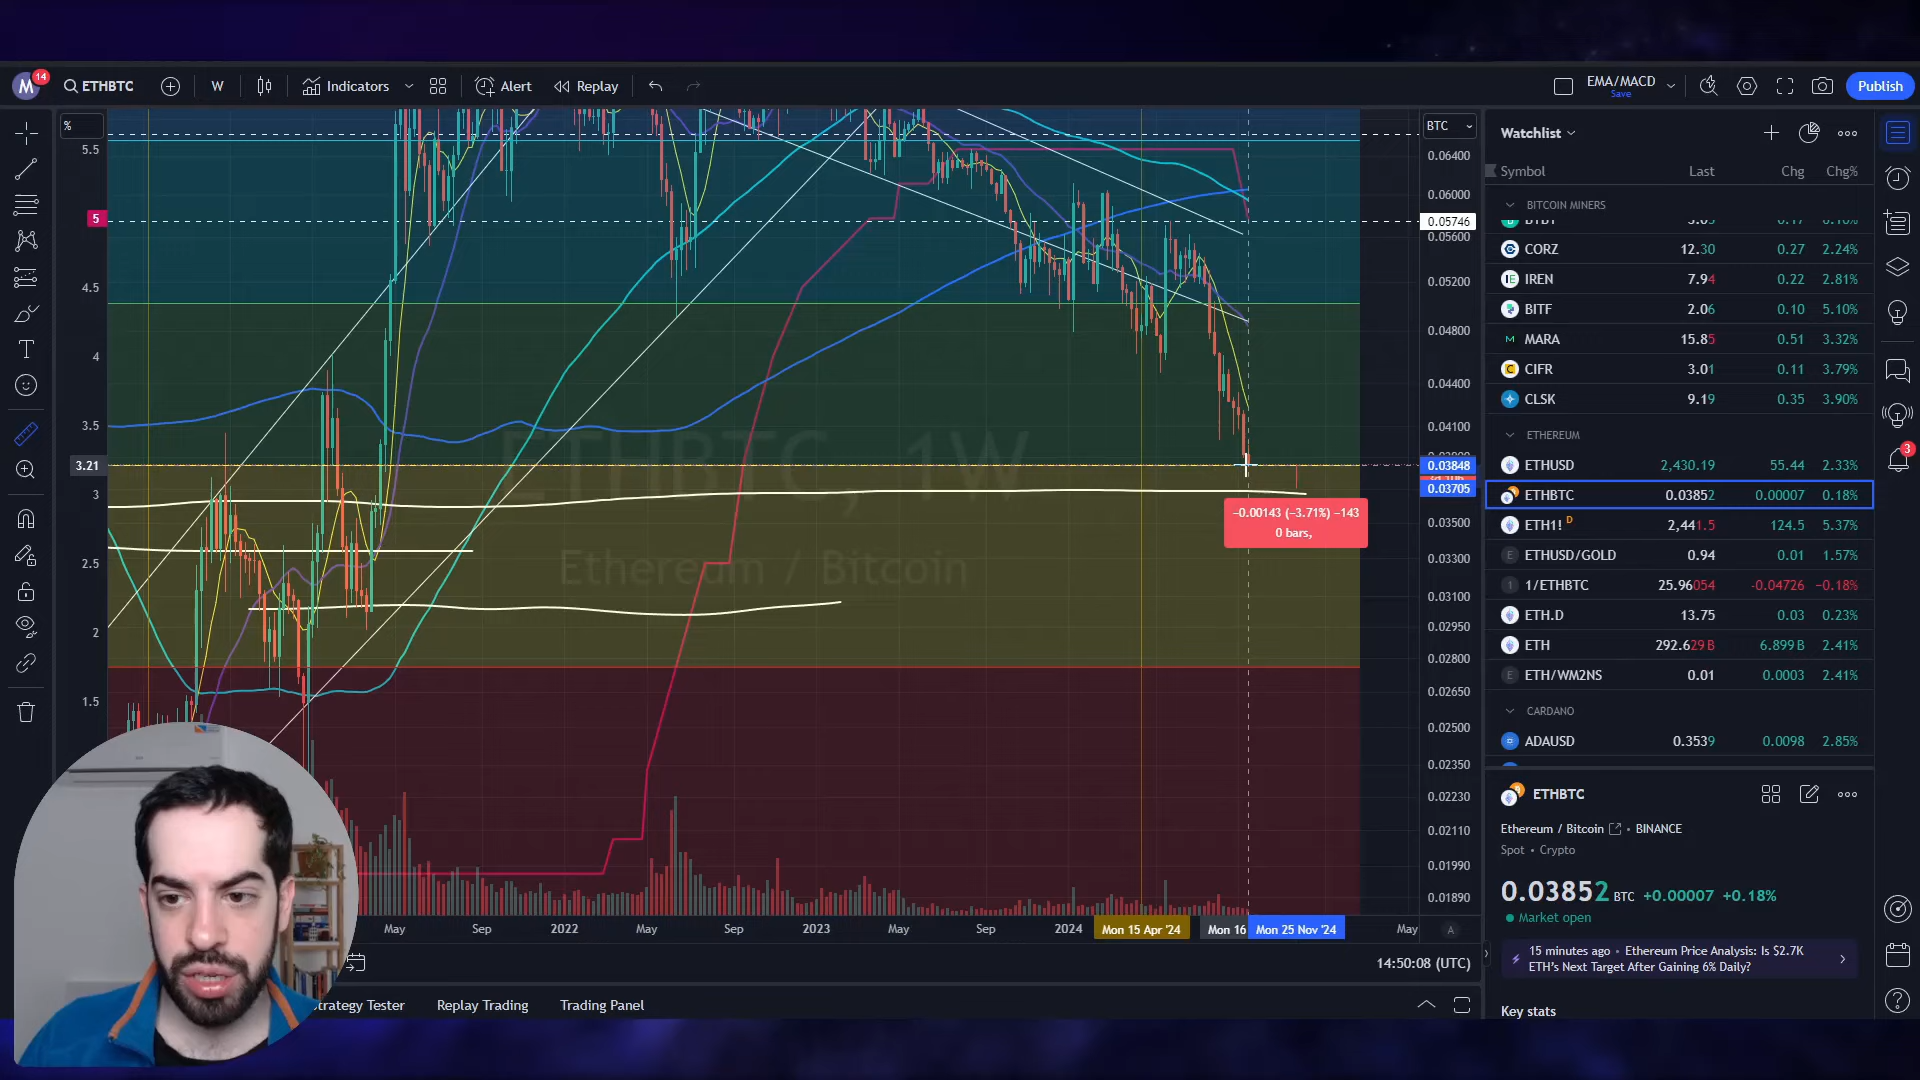 M
14
ETHBTC
W
Indicators
Alert
Replay
EMA/MACD
Save
Publish
%
5.5
5
4.5
4
3.5
3.21
3
2.5
2
1.5
ETHBTC, 1W
Ethereum / Bitcoin
-0.00143 (-3.71%) -143
0 bars,
BTC
0.06400
0.06000
0.05746
0.05600
0.05200
0.04800
0.04400
0.04100
0.03848
0.03705
0.03500
0.03300
0.03100
0.02950
0.02800
0.02650
0.02500
0.02350
0.02230
0.02110
0.01990
0.01890
May
Sep
2022
May
Sep
2023
May
Sep
2024
Mon 15 Apr '24
Mon 16
Mon 25 Nov '24
May
A
14:50:08 (UTC)
trategy Tester
Replay Trading
Trading Panel
Watchlist
Symbol Last Chg Chg%
BITCOIN MINERS
CORZ 12.30 0.27 2.24%
IREN 7.94 0.22 2.81%
BITF 2.06 0.10 5.10%
MARA 15.85 0.51 3.32%
CIFR 3.01 0.11 3.79%
CLSK 9.19 0.35 3.90%
ETHEREUM
ETHUSD 2,430.19 55.44 2.33%
ETHBTC 0.03852 0.00007 0.18%
ETH1! D 2,441.5 124.5 5.37%
ETHUSD/GOLD 0.94 0.01 1.57%
1/ETHBTC 25.96054 -0.04726 -0.18%
ETH.D 13.75 0.03 0.23%
ETH 292.629B 6.899B 2.41%
ETH/WM2NS 0.01 0.0003 2.41%
CARDANO
ADAUSD 0.3539 0.0098 2.85%
ETHBTC
Ethereum / Bitcoin • BINANCE
Spot • Crypto
0.03852 BTC +0.00007 +0.18%
Market open
15 minutes ago • Ethereum Price Analysis: Is $2.7K
ETH's Next Target After Gaining 6% Daily?
Key stats
3